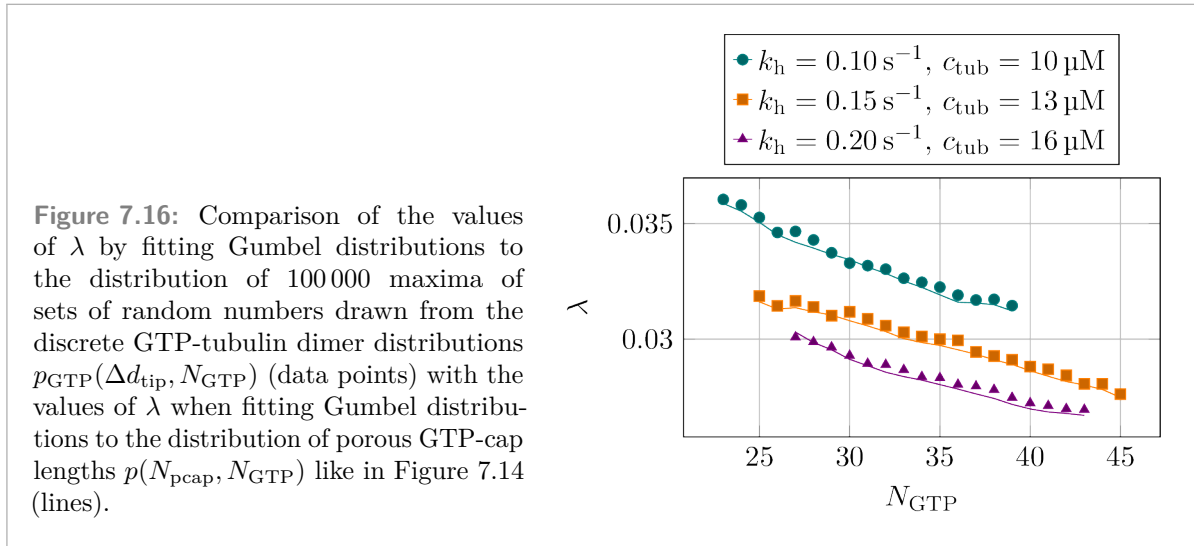 Figure 7.16: Comparison of the values
of λ by fitting Gumbel distributions to
the distribution of 100 000 maxima of
sets of random numbers drawn from the
discrete GTP-tubulin dimer distributions
p_GTP(Δd_tip, N_GTP) (data points) with the
values of λ when fitting Gumbel distribu-
tions to the distribution of porous GTP-cap
lengths p(N_pcap, N_GTP) like in Figure 7.14
(lines).
k_h = 0.10 s⁻¹, c_tub = 10 µM
k_h = 0.15 s⁻¹, c_tub = 13 µM
k_h = 0.20 s⁻¹, c_tub = 16 µM
0.035
0.03
λ
25 30 35 40 45
N_GTP